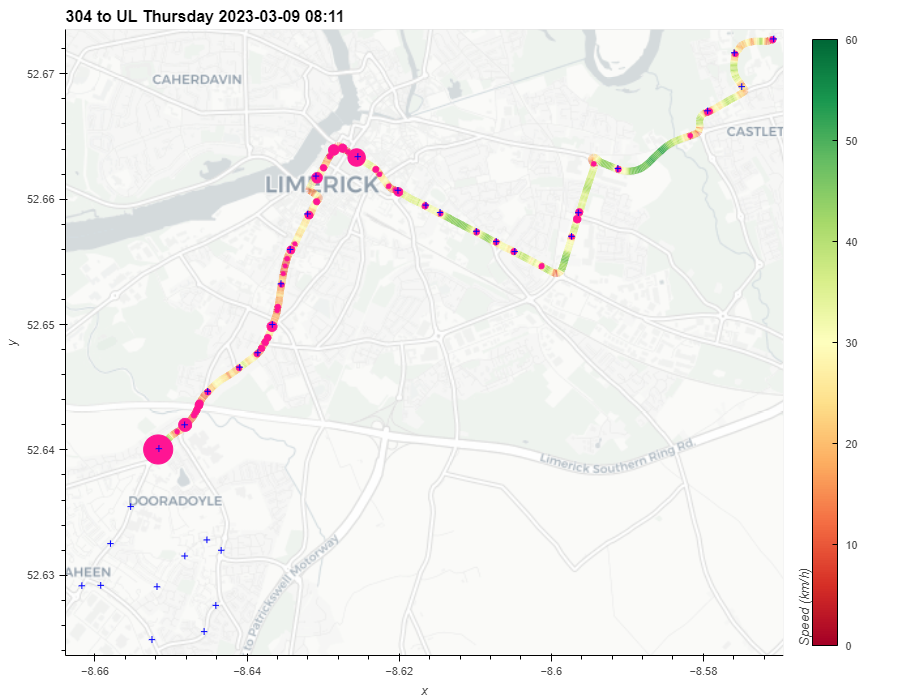 304 to UL Thursday 2023-03-09 08:11
60
52.67
CAHERDAVIN
50
CASTLET
52.66
LIMERICK
40
52.65
y
30
52.64
Limerick Southern Ring Rd
20
DOORADOYLE
10
52.63
AHEEN
to Patrickswell Motorway
Speed (km/h)
0
−8.66
−8.64
−8.62
−8.6
−8.58
x